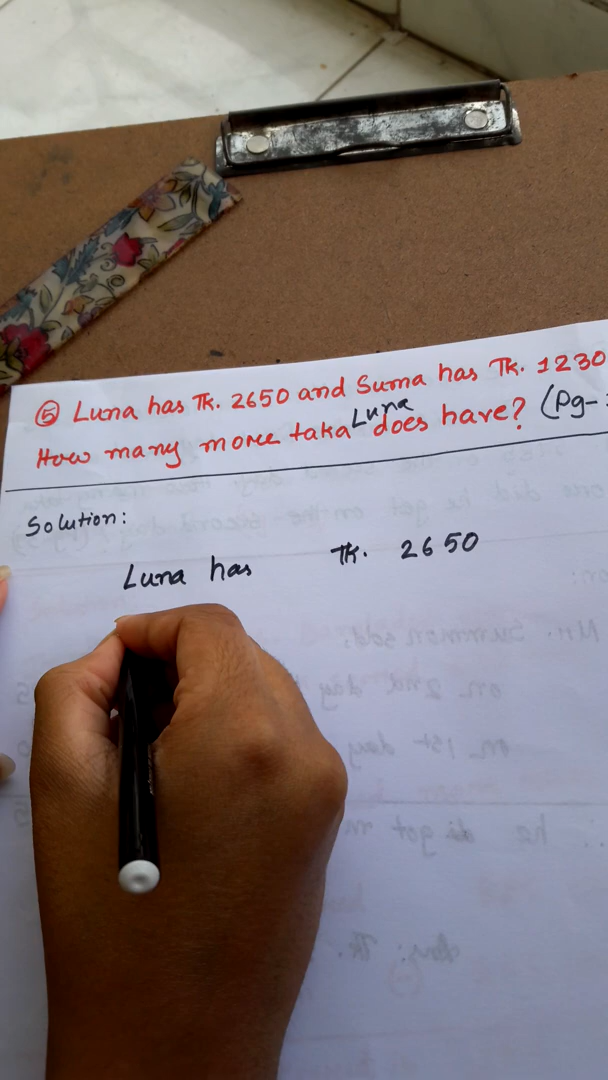 ⑤ Luna has Tk. 2650 and Suma has Tk. 1230
How many more taka Luna does have? (Pg-
Solution:
Luna has Tk. 2650